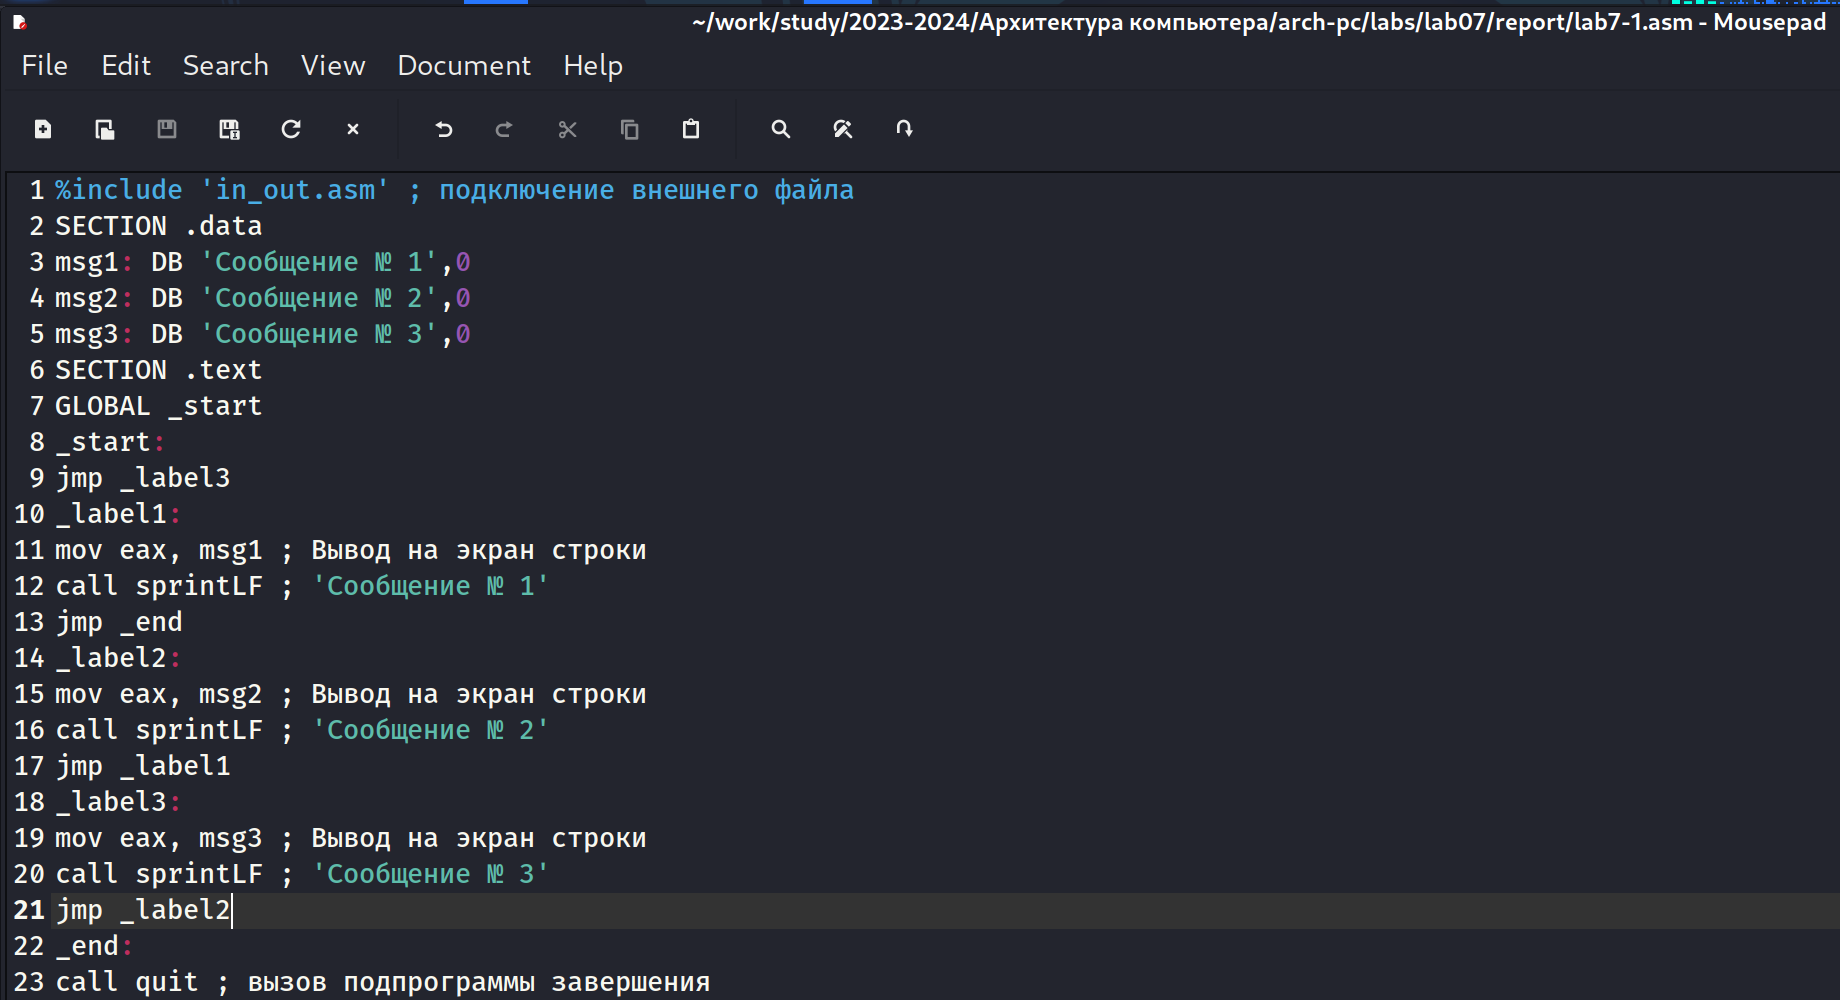 ~/work/study/2023-2024/Архитектура компьютера/arch-pc/labs/lab07/report/lab7-1.asm - Mousepad
File Edit Search View Document Help
1 %include 'in_out.asm' ; подключение внешнего файла
2 SECTION .data
3 msg1: DB 'Сообщение № 1',0
4 msg2: DB 'Сообщение № 2',0
5 msg3: DB 'Сообщение № 3',0
6 SECTION .text
7 GLOBAL _start
8 _start:
9 jmp _label3
10 _label1:
11 mov eax, msg1 ; Вывод на экран строки
12 call sprintLF ; 'Сообщение № 1'
13 jmp _end
14 _label2:
15 mov eax, msg2 ; Вывод на экран строки
16 call sprintLF ; 'Сообщение № 2'
17 jmp _label1
18 _label3:
19 mov eax, msg3 ; Вывод на экран строки
20 call sprintLF ; 'Сообщение № 3'
21 jmp _label2
22 _end:
23 call quit ; вызов подпрограммы завершения